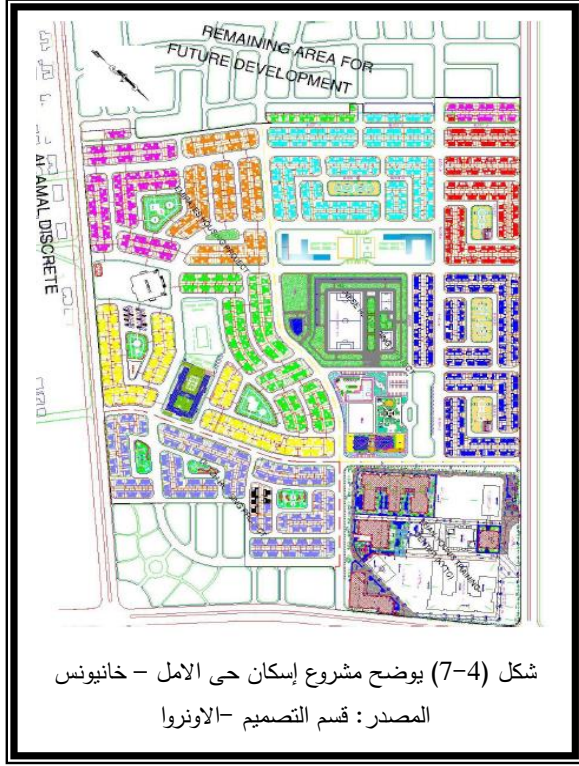 REMAINING AREA FOR
FUTURE DEVELOPMENT
AL AMAL DISCRETE
شكل (4-7) يوضح مشروع إسكان حى الامل – خانيونس
المصدر: قسم التصميم –الاونروا